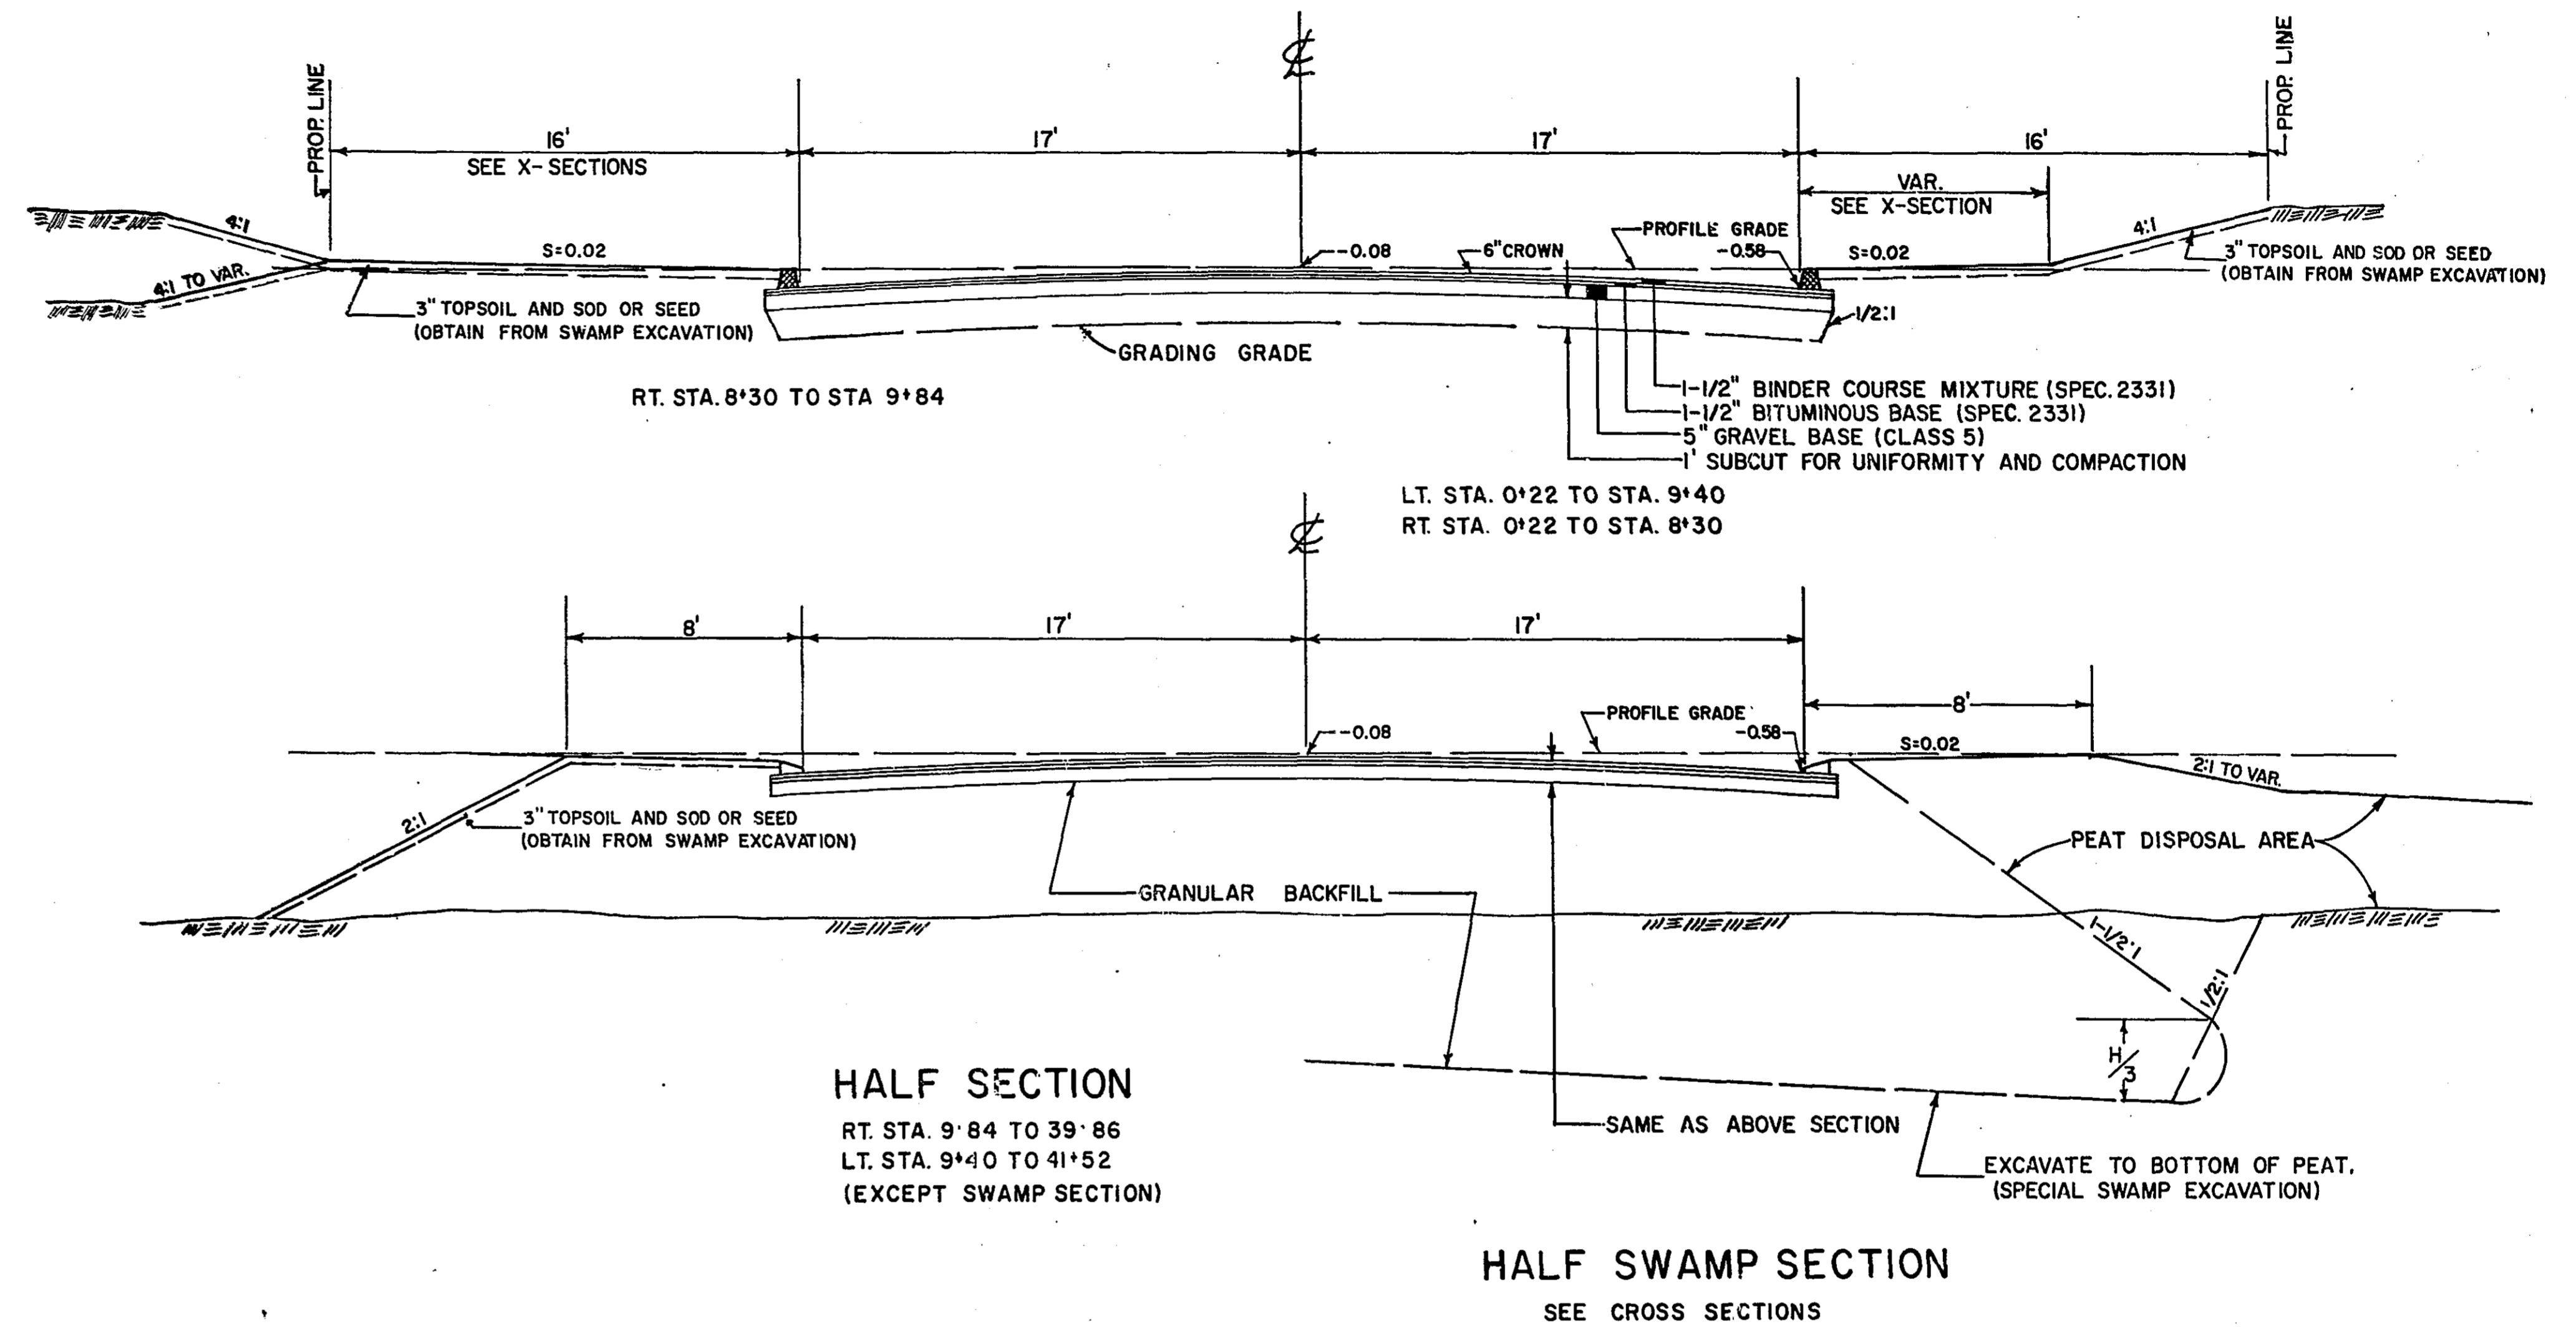 PROP. LINE
℄
PROP. LINE
16'
17'
17'
16'
SEE X-SECTIONS
VAR.
SEE X-SECTION
4:1
S=0.02
-0.08
6" CROWN
PROFILE GRADE
-0.58
S=0.02
4:1
3" TOPSOIL AND SOD OR SEED
(OBTAIN FROM SWAMP EXCAVATION)
4:1 TO VAR.
3" TOPSOIL AND SOD OR SEED
(OBTAIN FROM SWAMP EXCAVATION)
1/2:1
GRADING GRADE
RT. STA. 8+30 TO STA 9+84
1-1/2" BINDER COURSE MIXTURE (SPEC. 2331)
1-1/2" BITUMINOUS BASE (SPEC. 2331)
5" GRAVEL BASE (CLASS 5)
1' SUBCUT FOR UNIFORMITY AND COMPACTION
LT. STA. 0+22 TO STA. 9+40
RT. STA. 0+22 TO STA. 8+30
℄
8'
17'
17'
8'
-0.08
PROFILE GRADE
-0.58
S=0.02
2:1 TO VAR.
2:1
3" TOPSOIL AND SOD OR SEED
(OBTAIN FROM SWAMP EXCAVATION)
PEAT DISPOSAL AREA
GRANULAR BACKFILL
1-1/2:1
1/2:1
H/3
HALF SECTION
RT. STA. 9+84 TO 39+86
LT. STA. 9+40 TO 41+52
(EXCEPT SWAMP SECTION)
SAME AS ABOVE SECTION
EXCAVATE TO BOTTOM OF PEAT.
(SPECIAL SWAMP EXCAVATION)
HALF SWAMP SECTION
SEE CROSS SECTIONS